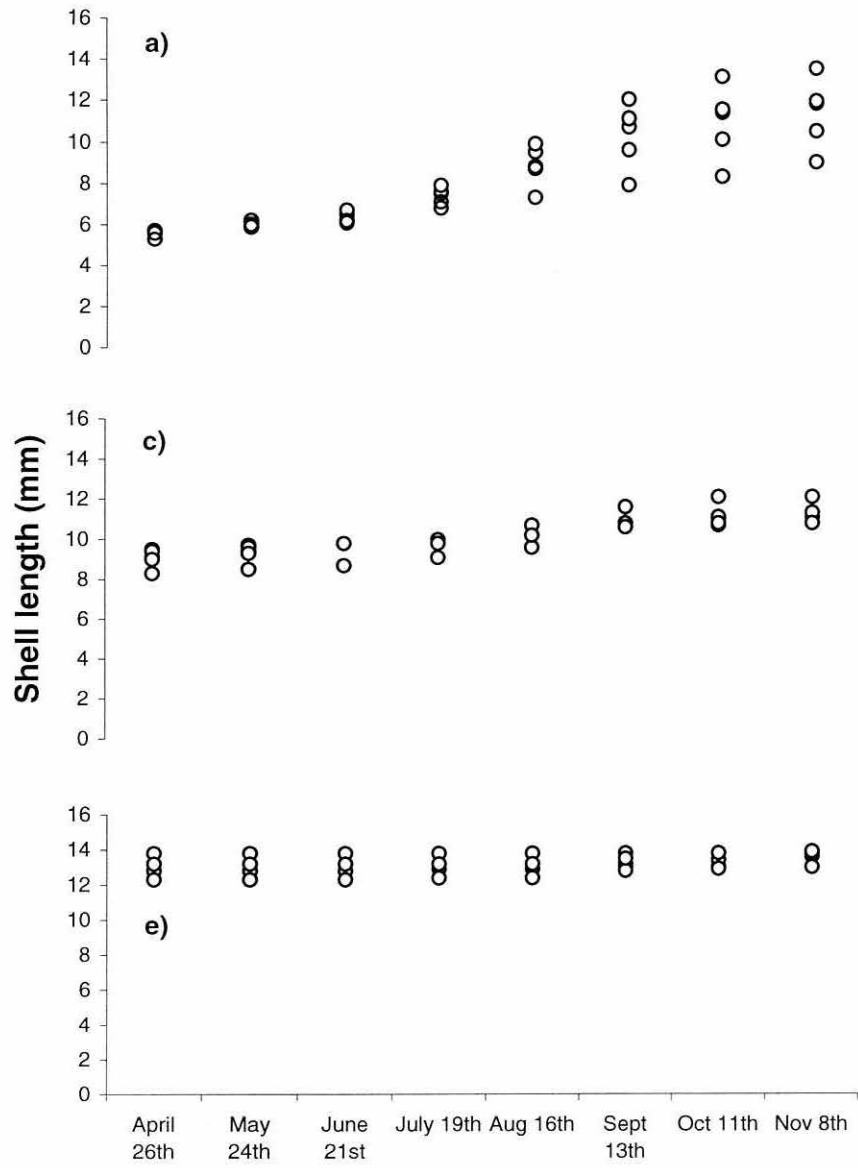 Shell length (mm)
a)
16
14
12
10
8
6
4
2
0
c)
16
14
12
10
8
6
4
2
0
e)
16
14
12
10
8
6
4
2
0
April 26th
May 24th
June 21st
July 19th
Aug 16th
Sept 13th
Oct 11th
Nov 8th